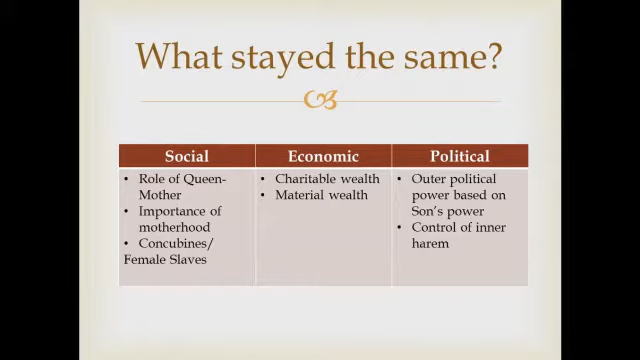 What stayed the same?
Social
Economic
Political
• Role of Queen-
Mother
• Importance of
motherhood
• Concubines/
Female Slaves
• Charitable wealth
• Material wealth
• Outer political
power based on
Son's power
• Control of inner
harem